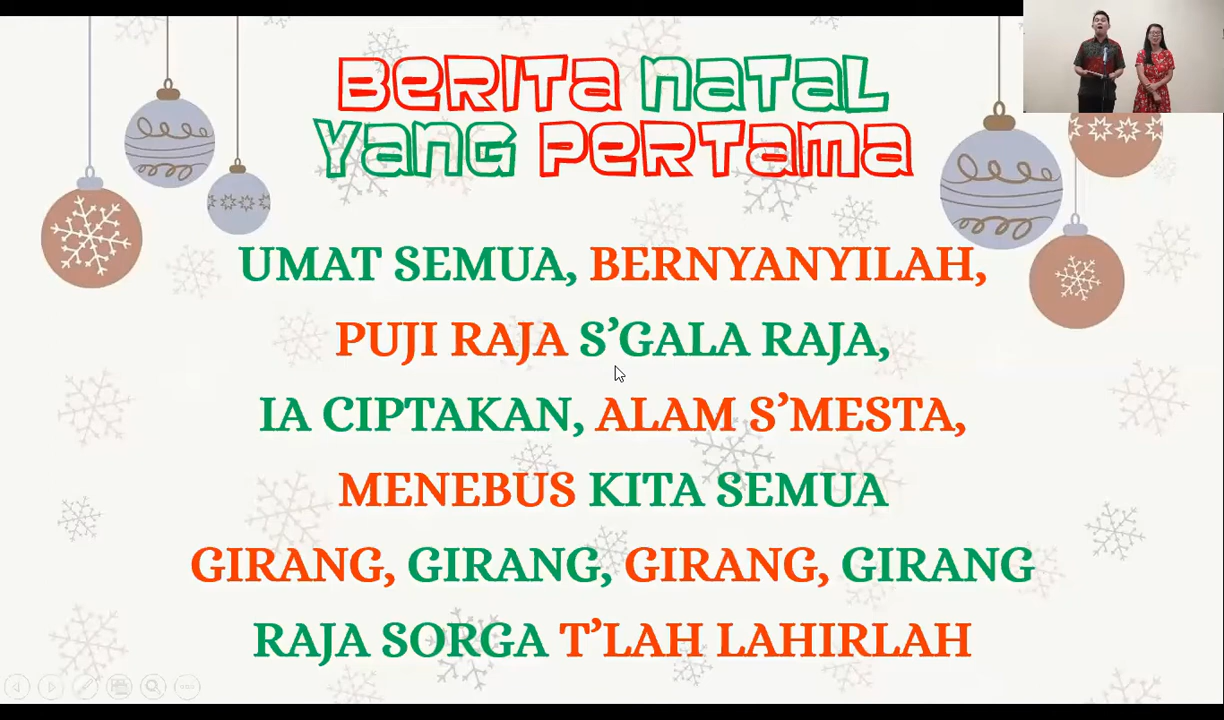 BERITA NATAL
YANG PERTAMA
UMAT SEMUA, BERNYANYILAH,
PUJI RAJA S’GALA RAJA,
IA CIPTAKAN, ALAM S’MESTA,
MENEBUS KITA SEMUA
GIRANG, GIRANG, GIRANG, GIRANG
RAJA SORGA T’LAH LAHIRLAH